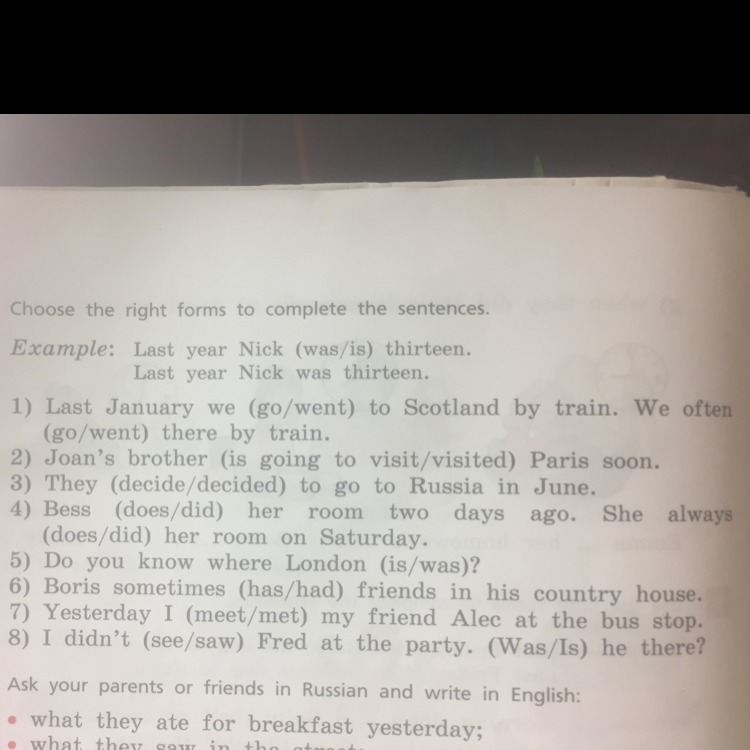 Choose the right forms to complete the sentences.
Example: Last year Nick (was/is) thirteen.
Last year Nick was thirteen.
1) Last January we (go/went) to Scotland by train. We often
(go/went) there by train.
2) Joan's brother (is going to visit/visited) Paris soon.
3) They (decide/decided) to go to Russia in June.
4) Bess (does/did) her room two days ago. She always
(does/did) her room on Saturday.
5) Do you know where London (is/was)?
6) Boris sometimes (has/had) friends in his country house.
7) Yesterday I (meet/met) my friend Alec at the bus stop.
8) I didn't (see/saw) Fred at the party. (Was/Is) he there?
Ask your parents or friends in Russian and write in English:
• what they ate for breakfast yesterday;
• what they saw in the street;